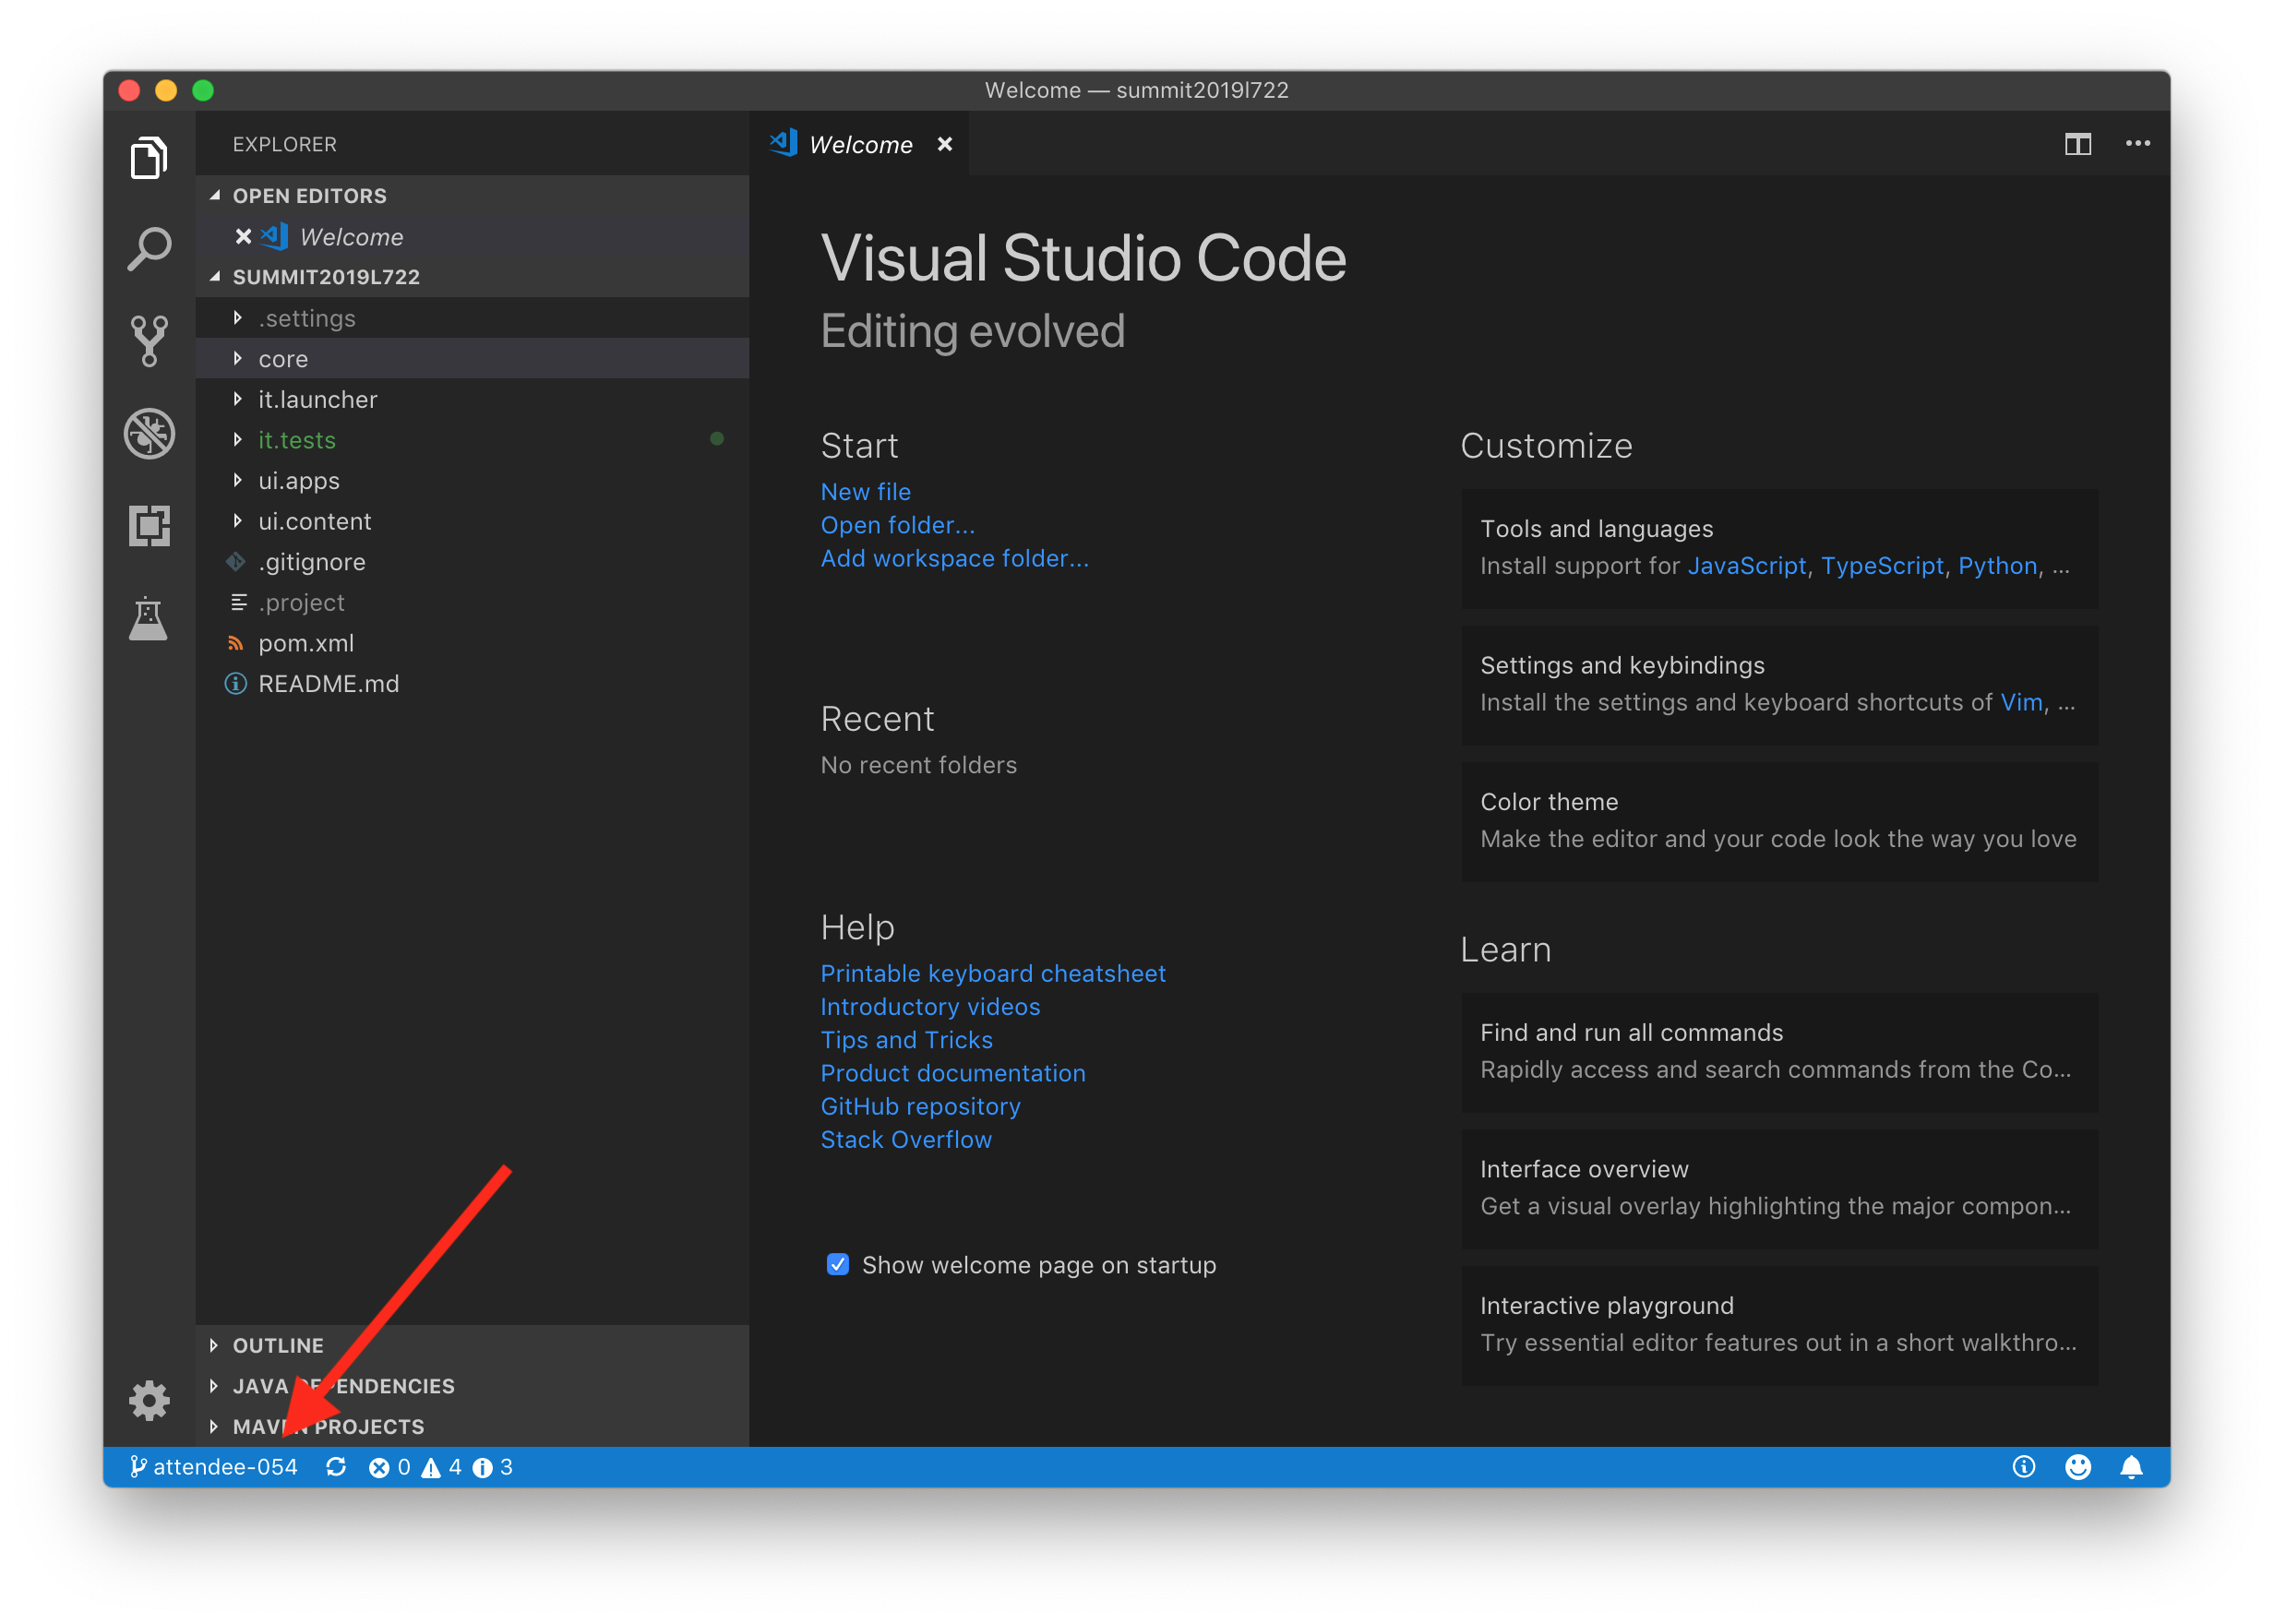 Welcome — summit2019l722
EXPLORER
OPEN EDITORS
Welcome
SUMMIT2019L722
.settings
core
it.launcher
it.tests
ui.apps
ui.content
.gitignore
.project
pom.xml
README.md
OUTLINE
JAVA DEPENDENCIES
MAVEN PROJECTS
Welcome
Visual Studio Code
Editing evolved
Start
New file
Open folder...
Add workspace folder...
Recent
No recent folders
Help
Printable keyboard cheatsheet
Introductory videos
Tips and Tricks
Product documentation
GitHub repository
Stack Overflow
Show welcome page on startup
Customize
Tools and languages
Install support for JavaScript, TypeScript, Python, ...
Settings and keybindings
Install the settings and keyboard shortcuts of Vim, ...
Color theme
Make the editor and your code look the way you love
Learn
Find and run all commands
Rapidly access and search commands from the Co...
Interface overview
Get a visual overlay highlighting the major compon...
Interactive playground
Try essential editor features out in a short walkthro...
attendee-054 0 4 3